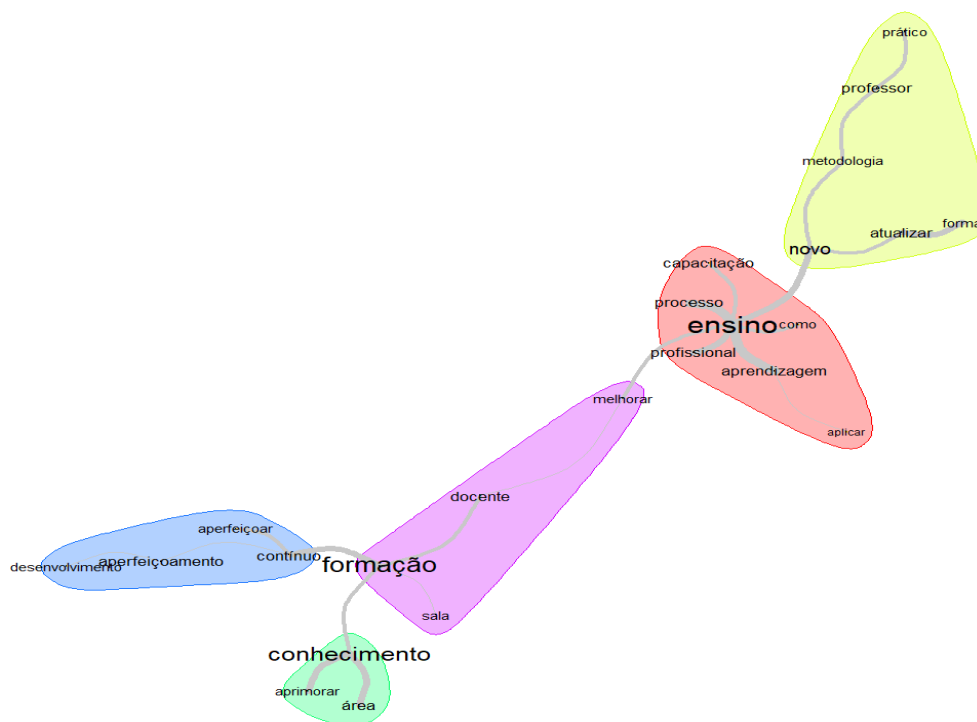 prático
professor
metodologia
atualizar
forma
novo
capacitação
processo
ensino
como
profissional
aprendizagem
melhorar
aplicar
docente
aperfeiçoar
contínuo
aperfeiçoamento
desenvolvimento
formação
sala
conhecimento
aprimorar
área